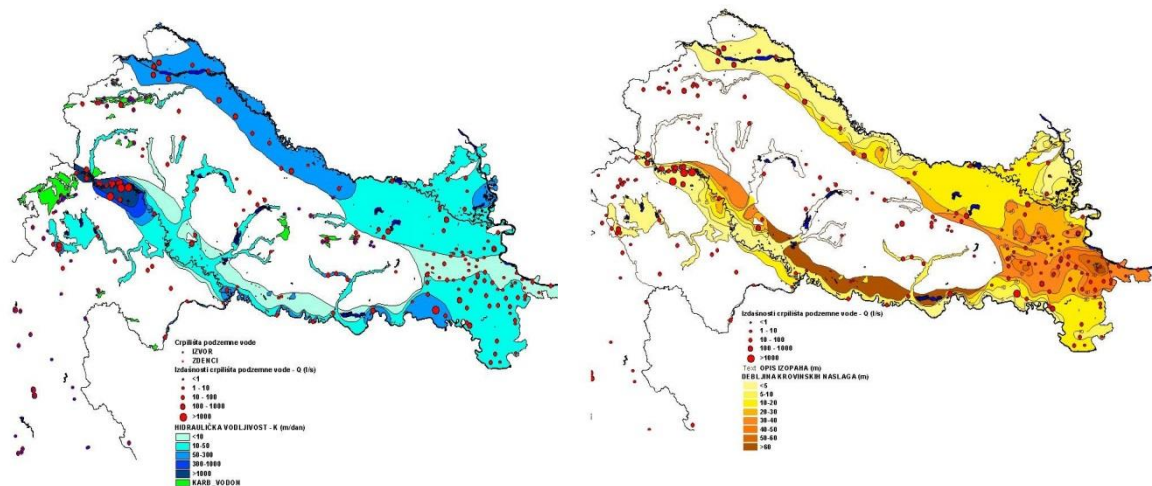 Crpilišta podzemne vode
IZVOR
ZDENCI
Izdašnosti crpilišta podzemne vode - Q (l/s)
<1
1 - 10
10 - 100
100 - 1000
>1000
HIDRAULIČKA VODLJIVOST - K (m/dan)
<10
10-50
50-300
300-1000
>1000
KARB_VODON
Izdašnosti crpilišta podzemne vode - Q (l/s)
<1
1 - 10
10 - 100
100 - 1000
>1000
Text OPIS IZOPAHA (m)
DEBLJINA KROVINSKIH NASLAGA (m)
<5
5-10
10-20
20-30
30-40
40-50
50-60
>60